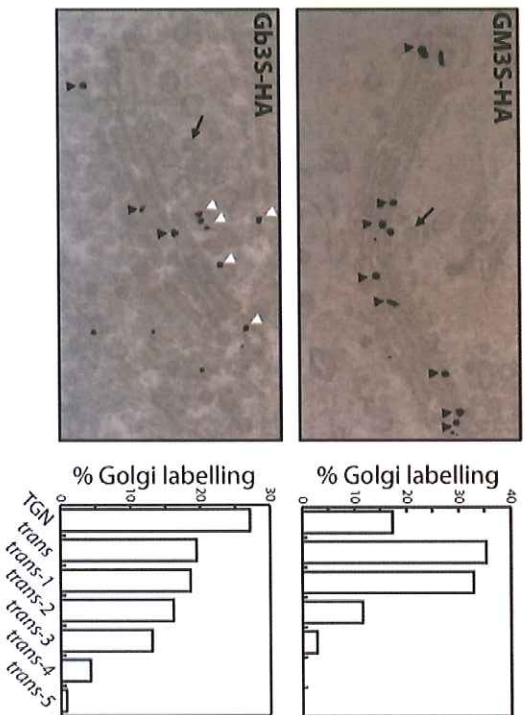 GM3S-HA
Gb3S-HA
% Golgi labelling
0
10
20
30
40
% Golgi labelling
0
10
20
30
TGN
trans
trans-1
trans-2
trans-3
trans-4
trans-5